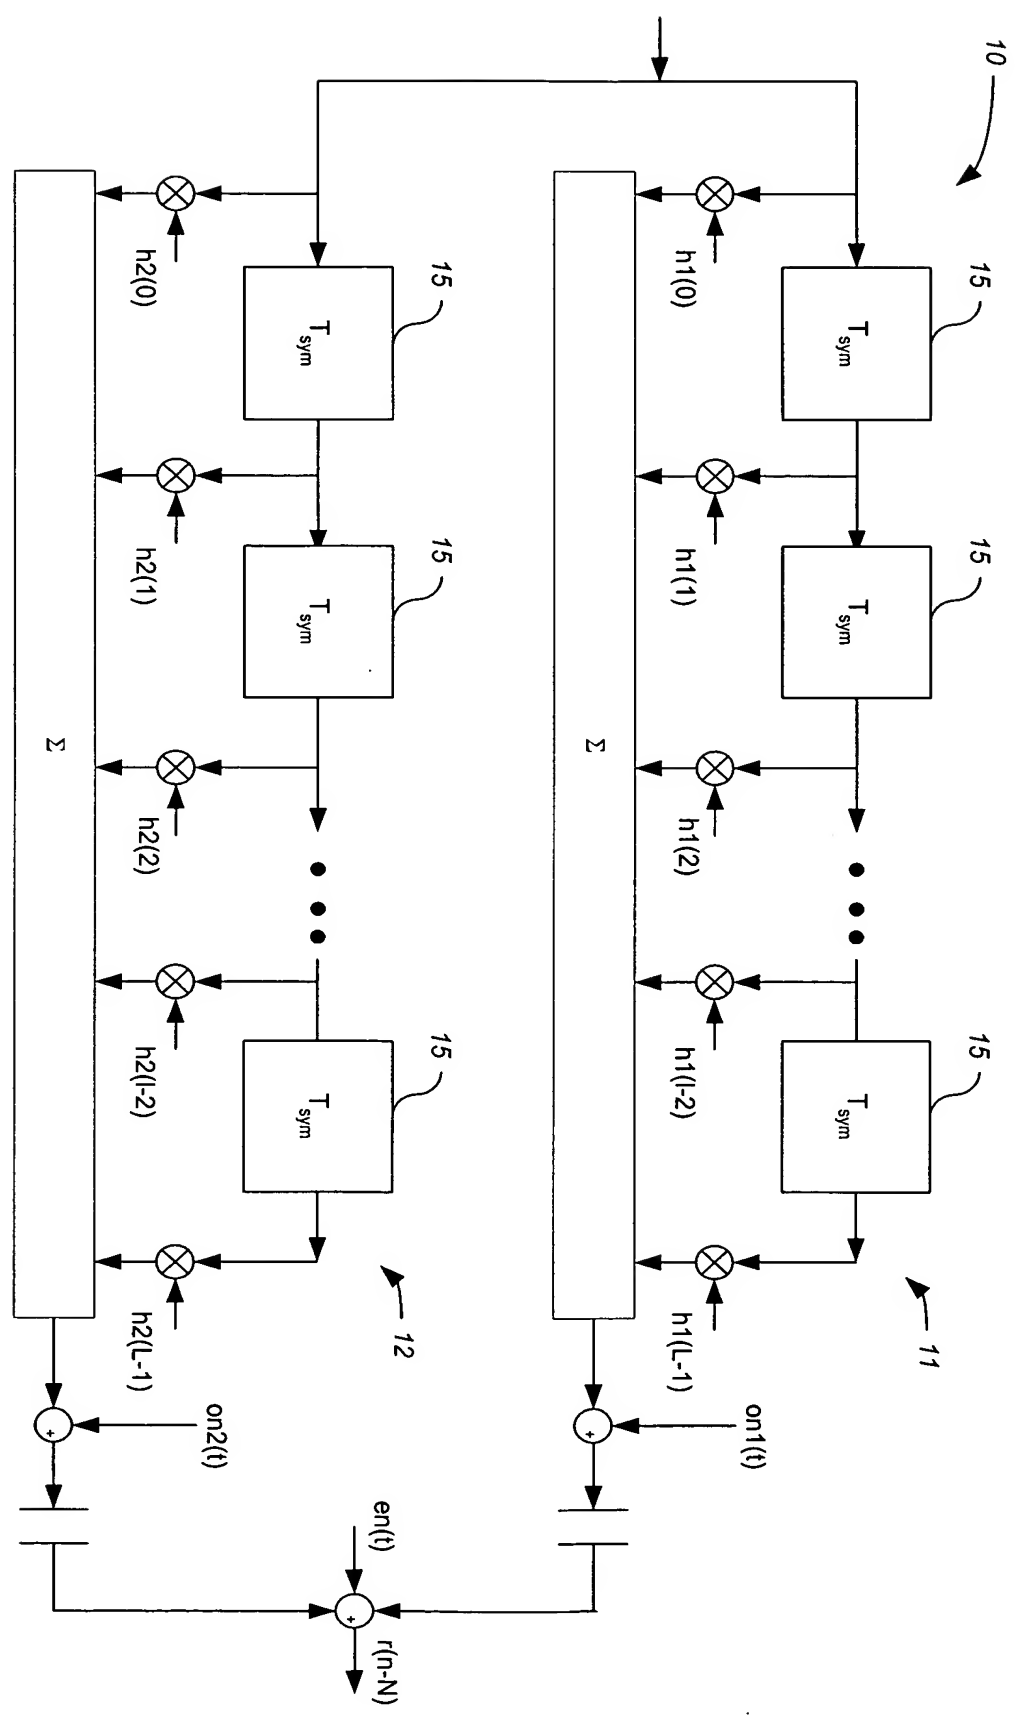 10
15
15
15
T sym
T sym
T sym
11
h1(0)
h1(1)
h1(2)
h1(l-2)
h1(L-1)
on1(t)
Σ
+
15
15
15
T sym
T sym
T sym
12
en(t)
+
r(n-N)
h2(0)
h2(1)
h2(2)
h2(l-2)
h2(L-1)
on2(t)
Σ
+